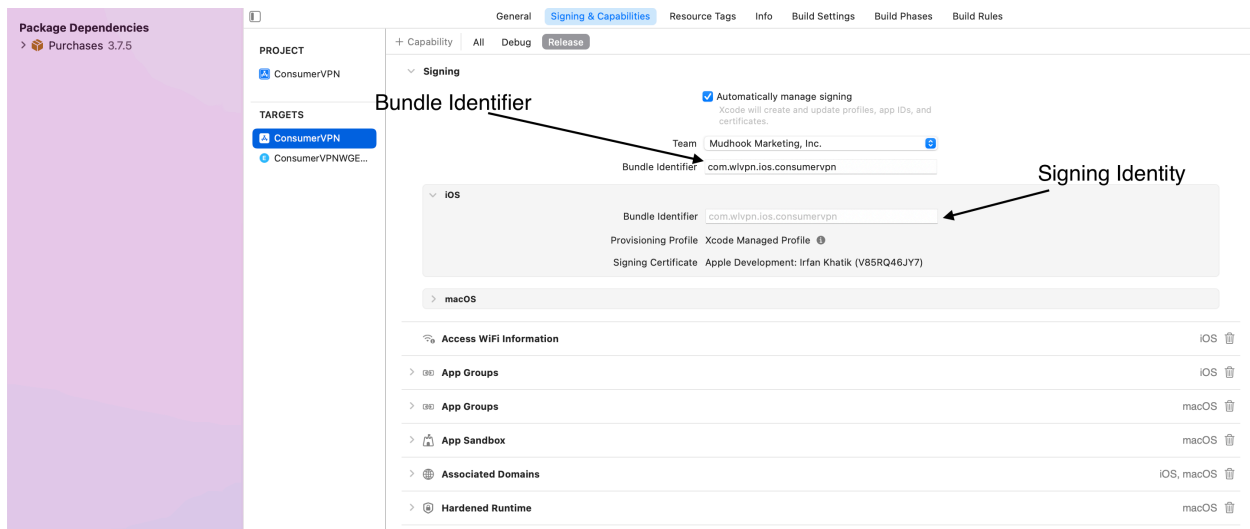 Package Dependencies
Purchases 3.7.5
General Signing & Capabilities Resource Tags Info Build Settings Build Phases Build Rules
PROJECT
ConsumerVPN
TARGETS
ConsumerVPN
ConsumerVPNWGE...
+ Capability All Debug Release
Signing
Bundle Identifier
Automatically manage signing
Xcode will create and update profiles, app IDs, and
certificates.
Team Mudhook Marketing, Inc.
Bundle Identifier com.wlvpn.ios.consumervpn
Signing Identity
iOS
Bundle Identifier com.wlvpn.ios.consumervpn
Provisioning Profile Xcode Managed Profile
Signing Certificate Apple Development: Irfan Khatik (V85RQ46JY7)
macOS
Access WiFi Information iOS
App Groups iOS
App Groups macOS
App Sandbox macOS
Associated Domains iOS, macOS
Hardened Runtime macOS